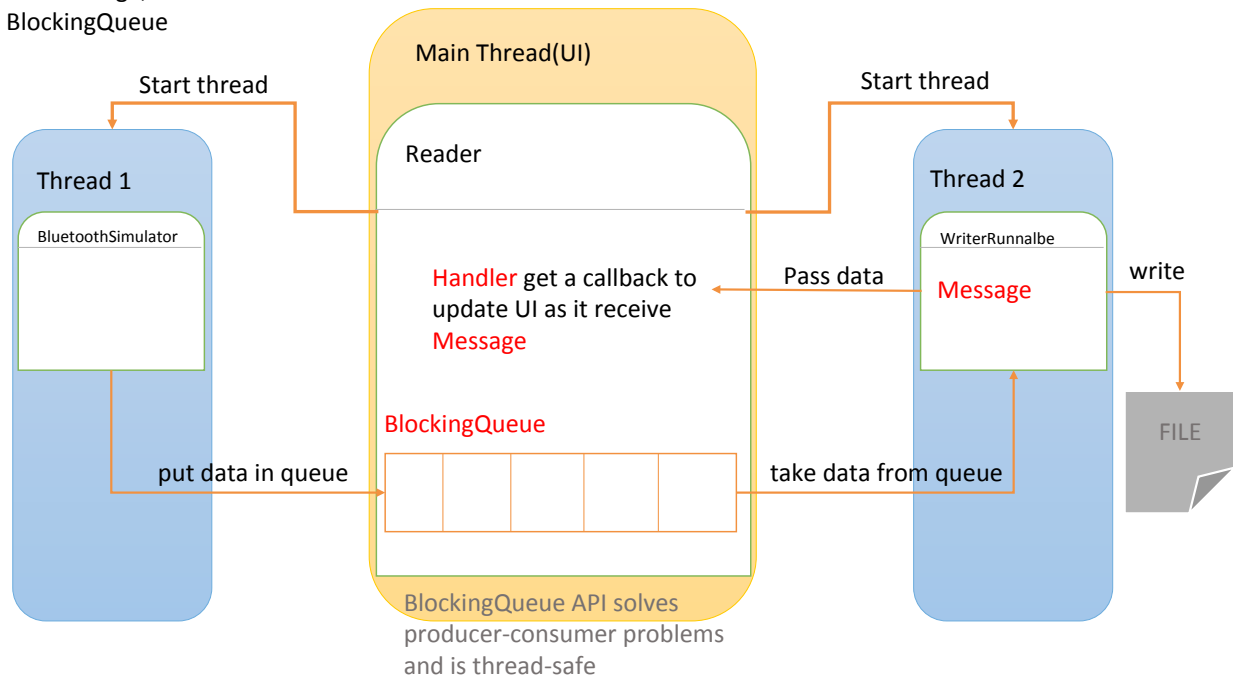 BlockingQueue
Main Thread(UI)
Start thread
Start thread
Reader
Thread 1
Thread 2
BluetoothSimulator
WriterRunnalbe
Handler get a callback to
update UI as it receive
Message
Pass data
Message
write
BlockingQueue
FILE
put data in queue
take data from queue
BlockingQueue API solves
producer-consumer problems
and is thread-safe